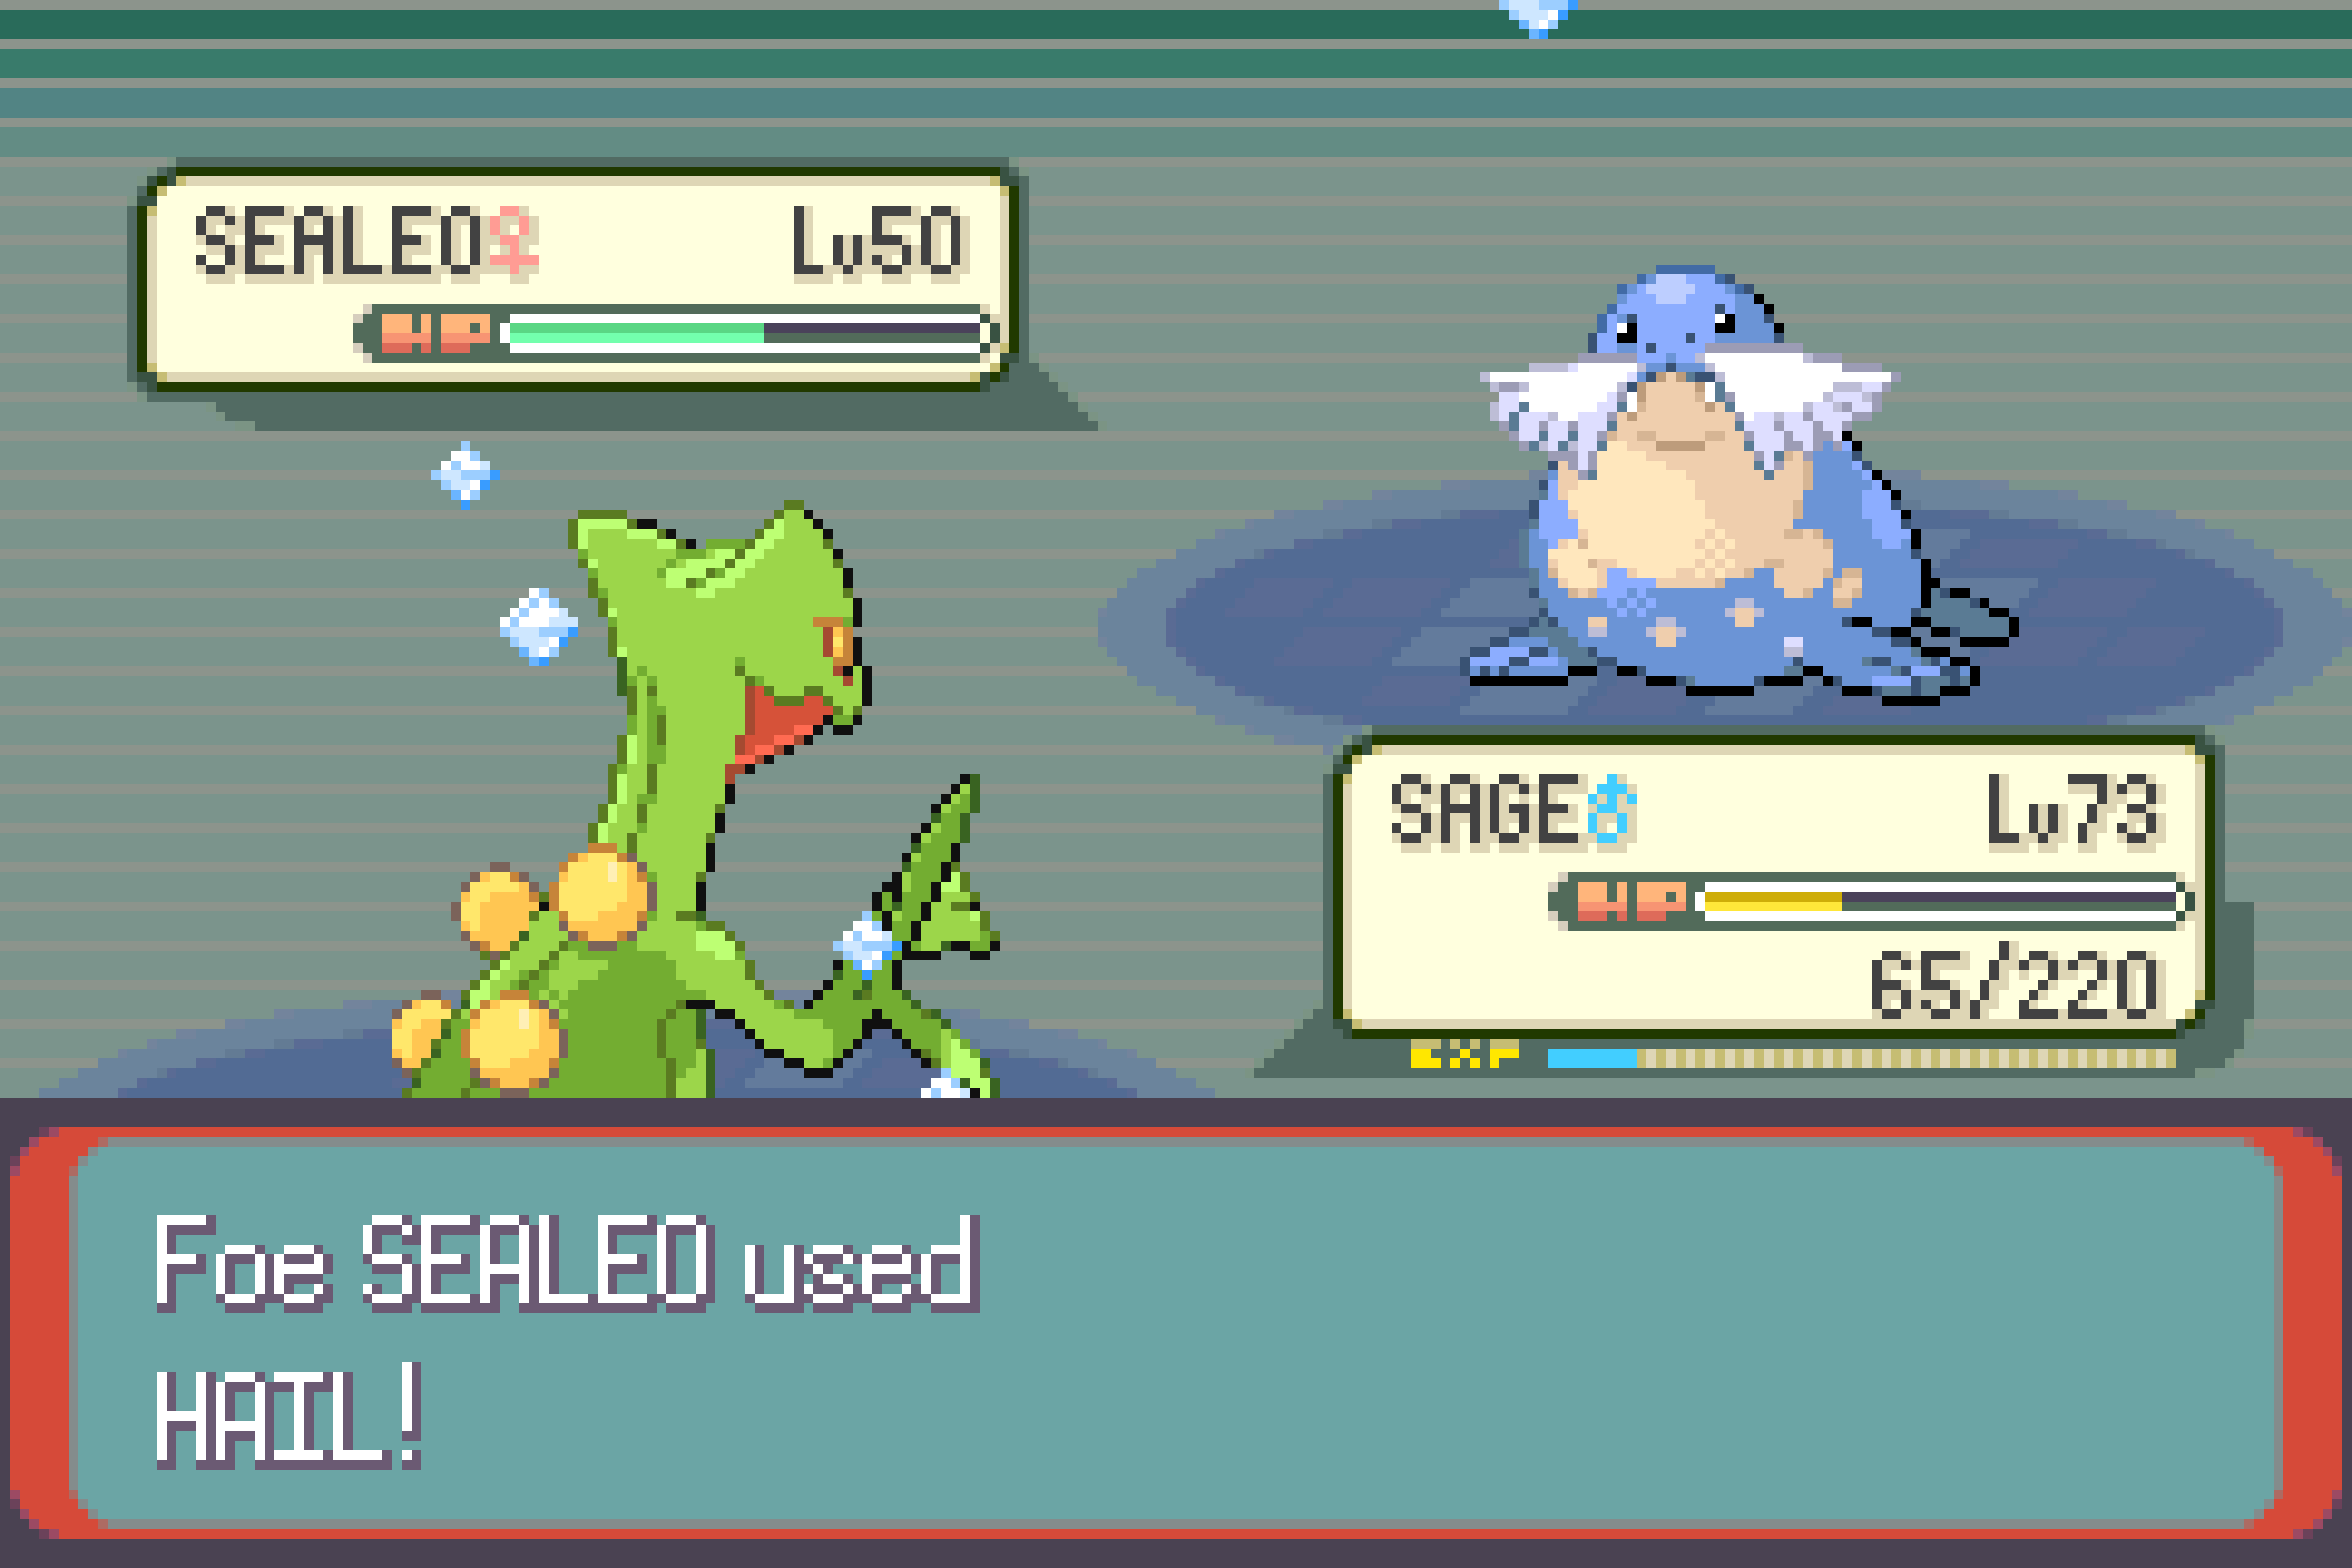 SEALEO♀ Lv50
HP
SAGE♂ Lv73
HP
65/220
EXP
Foe SEALEO used
HAIL!